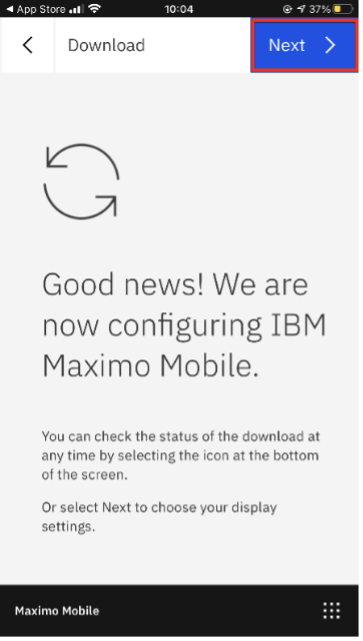 App Store 10:04 37%
Download Next
Good news! We are
now configuring IBM
Maximo Mobile.
You can check the status of the download at
any time by selecting the icon at the bottom
of the screen.
Or select Next to choose your display
settings.
Maximo Mobile